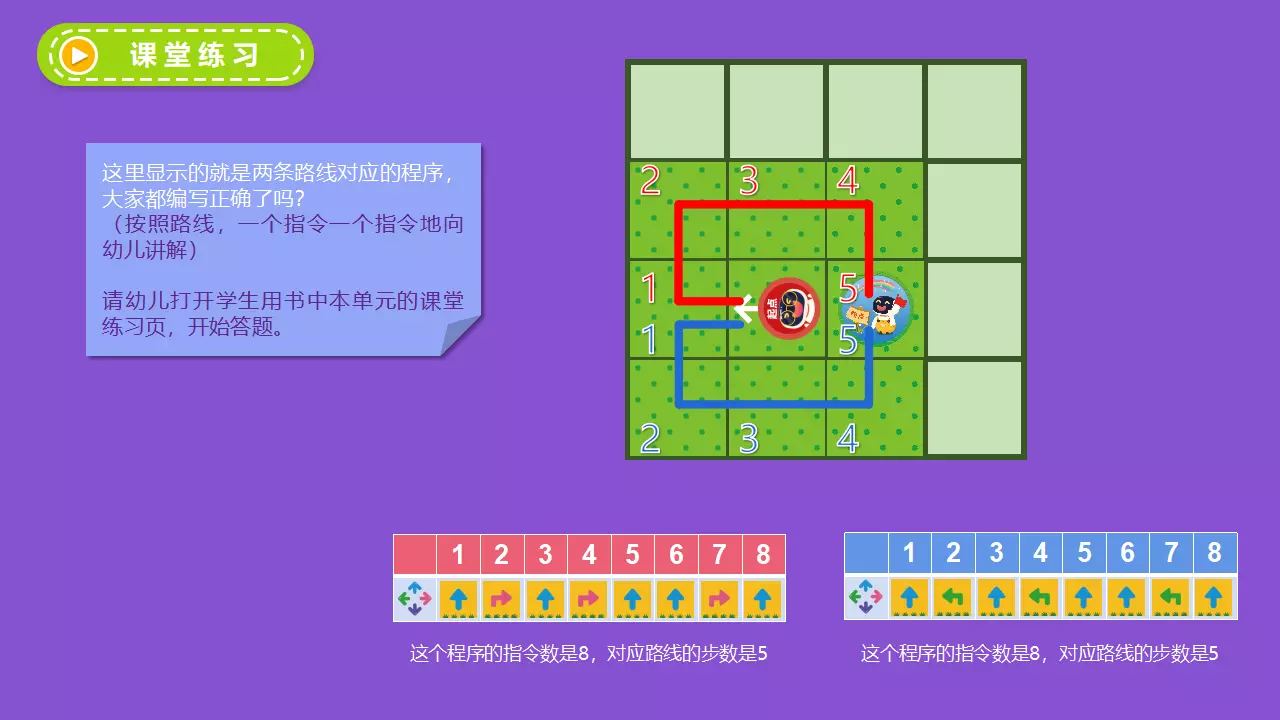 课堂练习
这里显示的就是两条路线对应的程序，
大家都编写正确了吗？
（按照路线，一个指令一个指令地向
幼儿讲解）
请幼儿打开学生用书中本单元的课堂
练习页，开始答题。
2 3 4
1 5
起点
终点
1 5
2 3 4
1 2 3 4 5 6 7 8
这个程序的指令数是8，对应路线的步数是5
1 2 3 4 5 6 7 8
这个程序的指令数是8，对应路线的步数是5